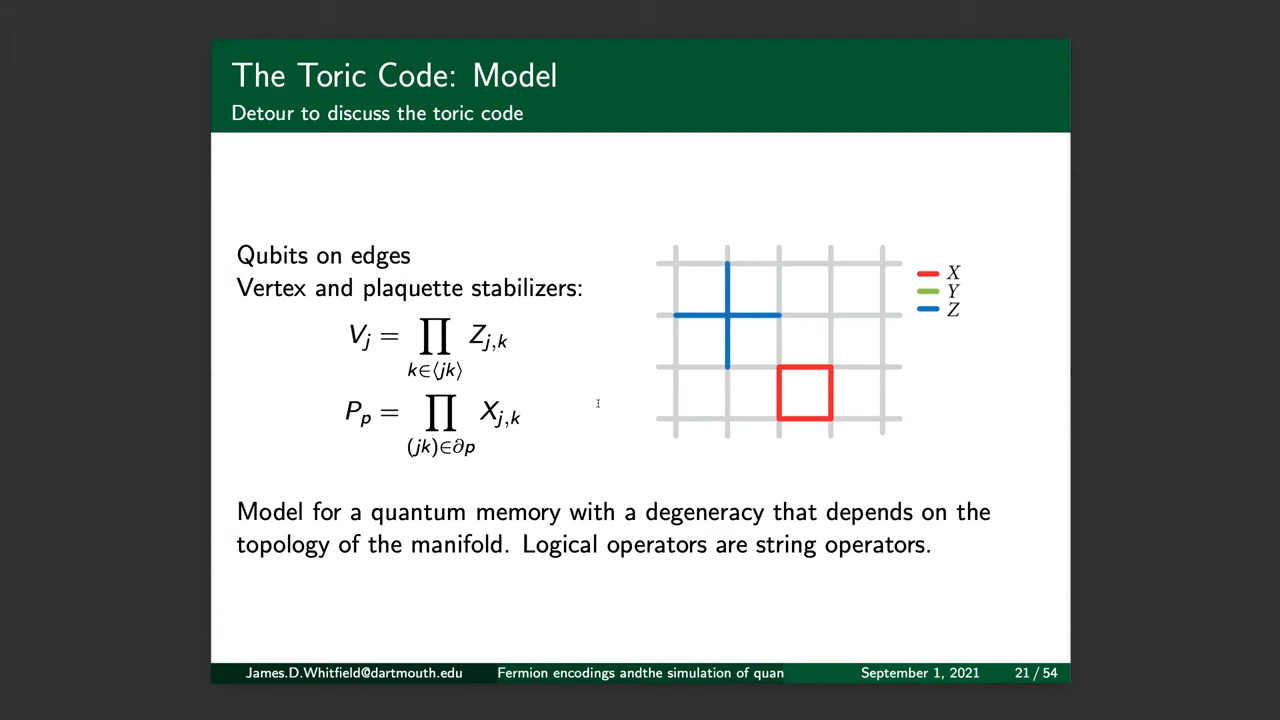 The Toric Code: Model
Detour to discuss the toric code
Qubits on edges
Vertex and plaquette stabilizers:
V_j = ∏_{k∈⟨jk⟩} Z_{j,k}
P_p = ∏_{(jk)∈∂p} X_{j,k}
X
Y
Z
Model for a quantum memory with a degeneracy that depends on the
topology of the manifold. Logical operators are string operators.
James.D.Whitfield@dartmouth.edu Fermion encodings andthe simulation of quan September 1, 2021 21 / 54